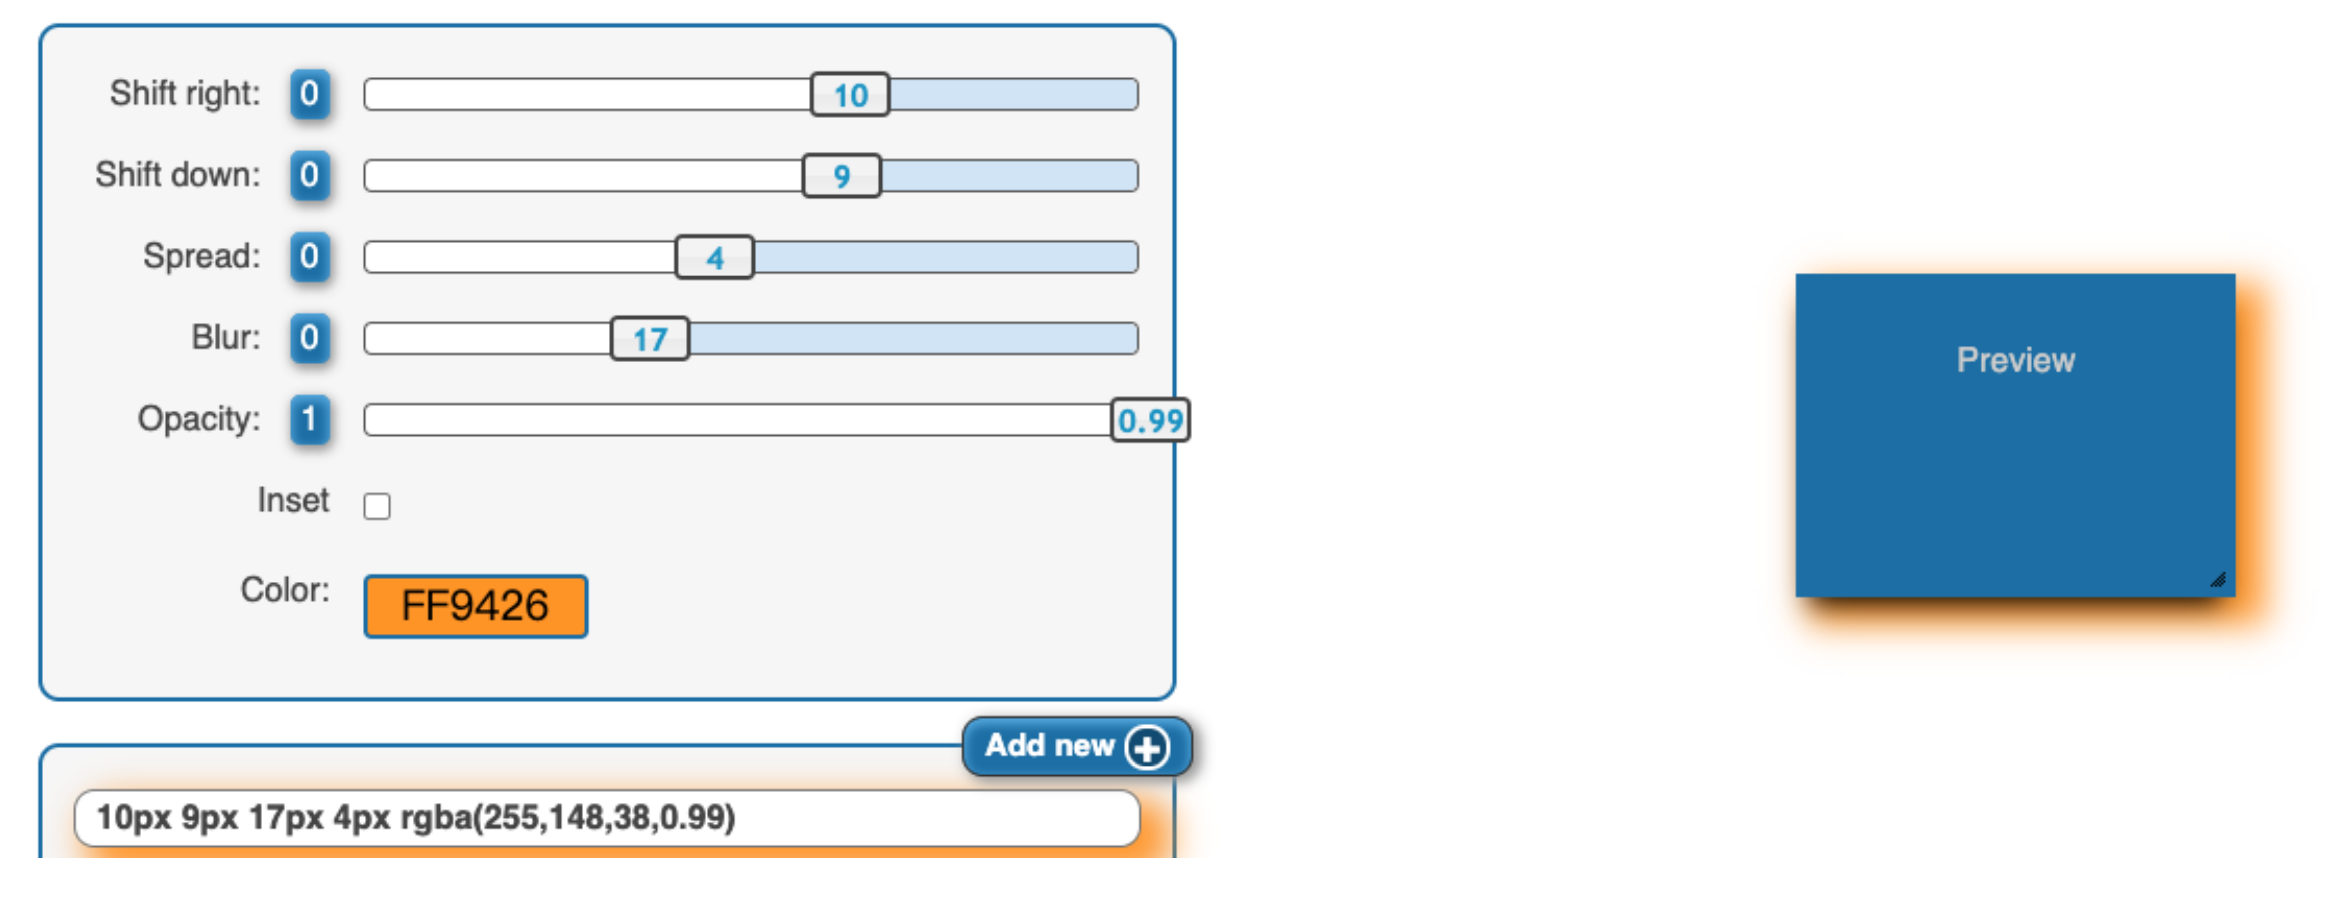 Shift right: 0 10
Shift down: 0 9
Spread: 0 4
Blur: 0 17
Opacity: 1 0.99
Inset
Color: FF9426
Preview
Add new
10px 9px 17px 4px rgba(255,148,38,0.99)